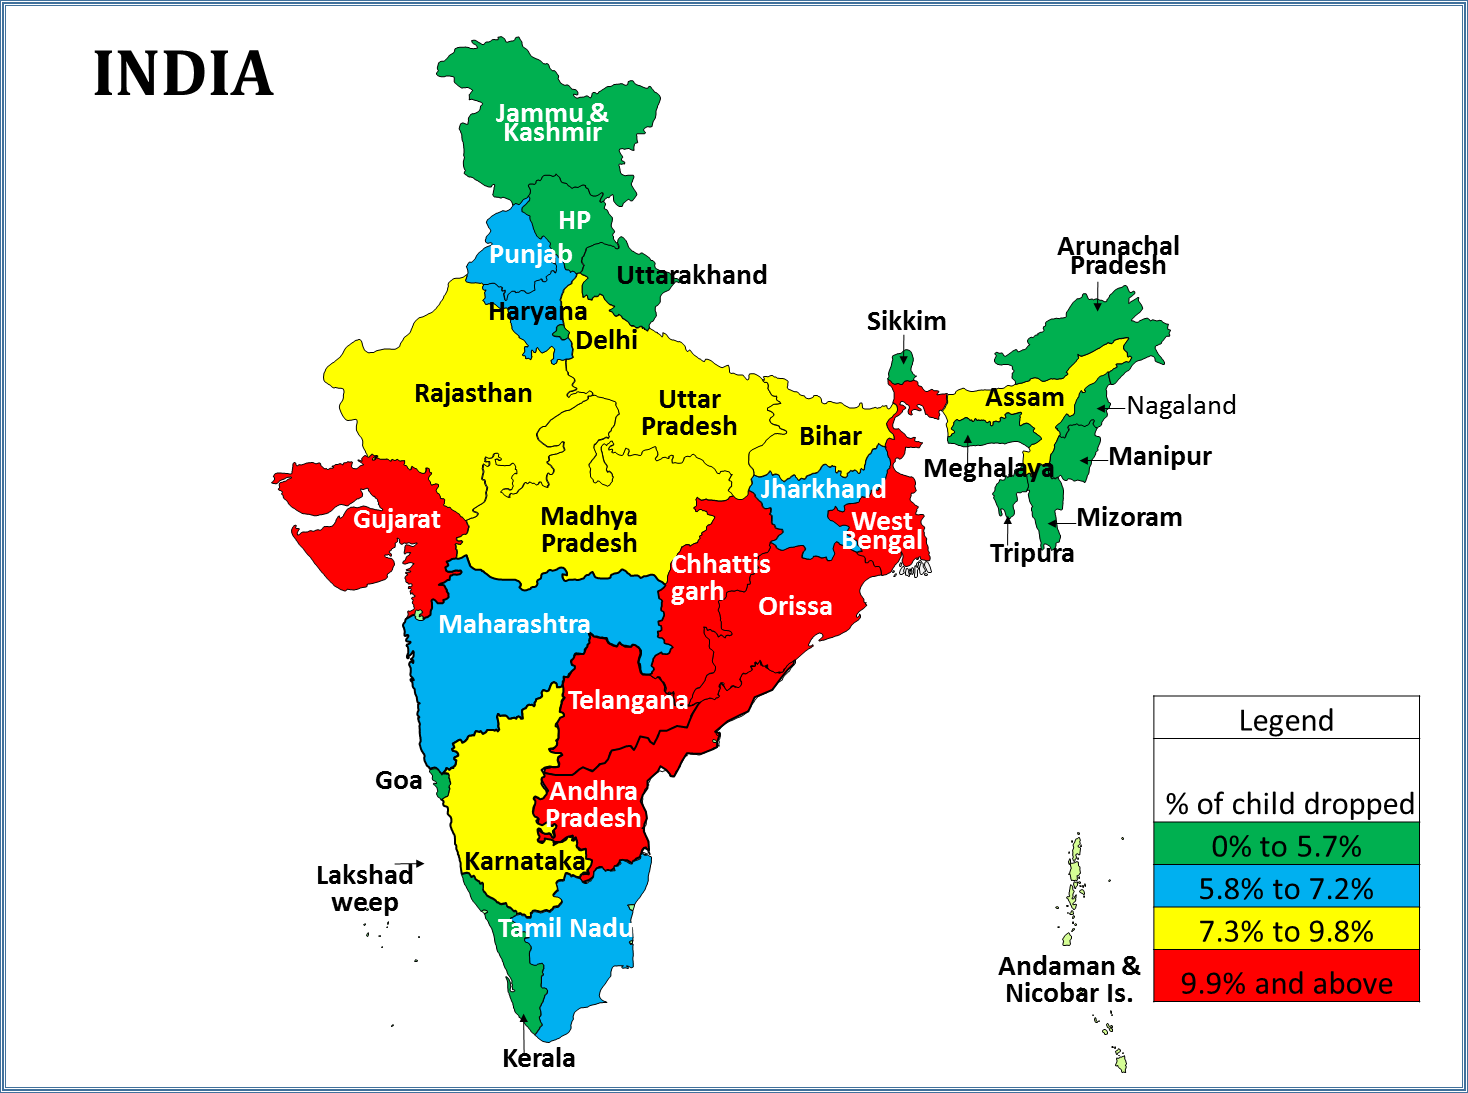 INDIA
Jammu &
Kashmir
HP
Punjab
Uttarakhand
Haryana
Delhi
Arunachal
Pradesh
Sikkim
Rajasthan
Uttar
Pradesh
Bihar
Assam
Nagaland
Meghalaya
Manipur
Jharkhand
Gujarat
Madhya
Pradesh
West
Bengal
Mizoram
Tripura
Chhattis
garh
Orissa
Maharashtra
Telangana
Goa
Andhra
Pradesh
Karnataka
Lakshad
weep
Tamil Nadu
Kerala
Andaman &
Nicobar Is.
Legend
% of child dropped
0% to 5.7%
5.8% to 7.2%
7.3% to 9.8%
9.9% and above